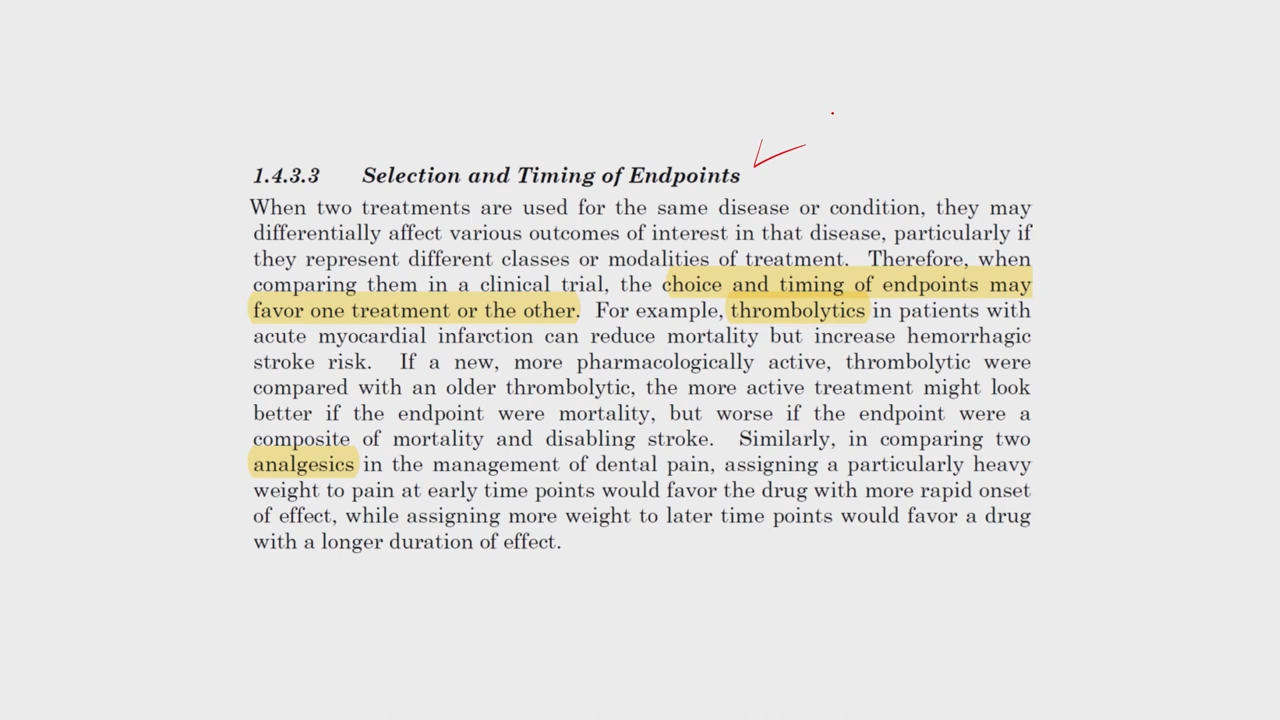 1.4.3.3 Selection and Timing of Endpoints
When two treatments are used for the same disease or condition, they may
differentially affect various outcomes of interest in that disease, particularly if
they represent different classes or modalities of treatment. Therefore, when
comparing them in a clinical trial, the choice and timing of endpoints may
favor one treatment or the other. For example, thrombolytics in patients with
acute myocardial infarction can reduce mortality but increase hemorrhagic
stroke risk. If a new, more pharmacologically active, thrombolytic were
compared with an older thrombolytic, the more active treatment might look
better if the endpoint were mortality, but worse if the endpoint were a
composite of mortality and disabling stroke. Similarly, in comparing two
analgesics in the management of dental pain, assigning a particularly heavy
weight to pain at early time points would favor the drug with more rapid onset
of effect, while assigning more weight to later time points would favor a drug
with a longer duration of effect.